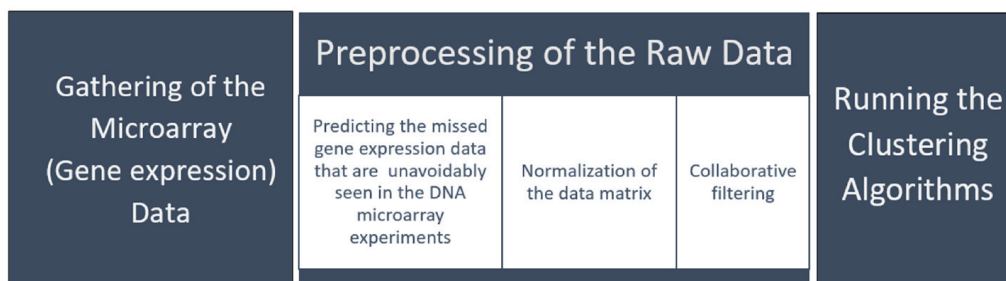 Gathering of the
Microarray
(Gene expression)
Data
Preprocessing of the Raw Data
Predicting the missed
gene expression data
that are unavoidably
seen in the DNA
microarray
experiments
Normalization of
the data matrix
Collaborative
filtering
Running the
Clustering
Algorithms